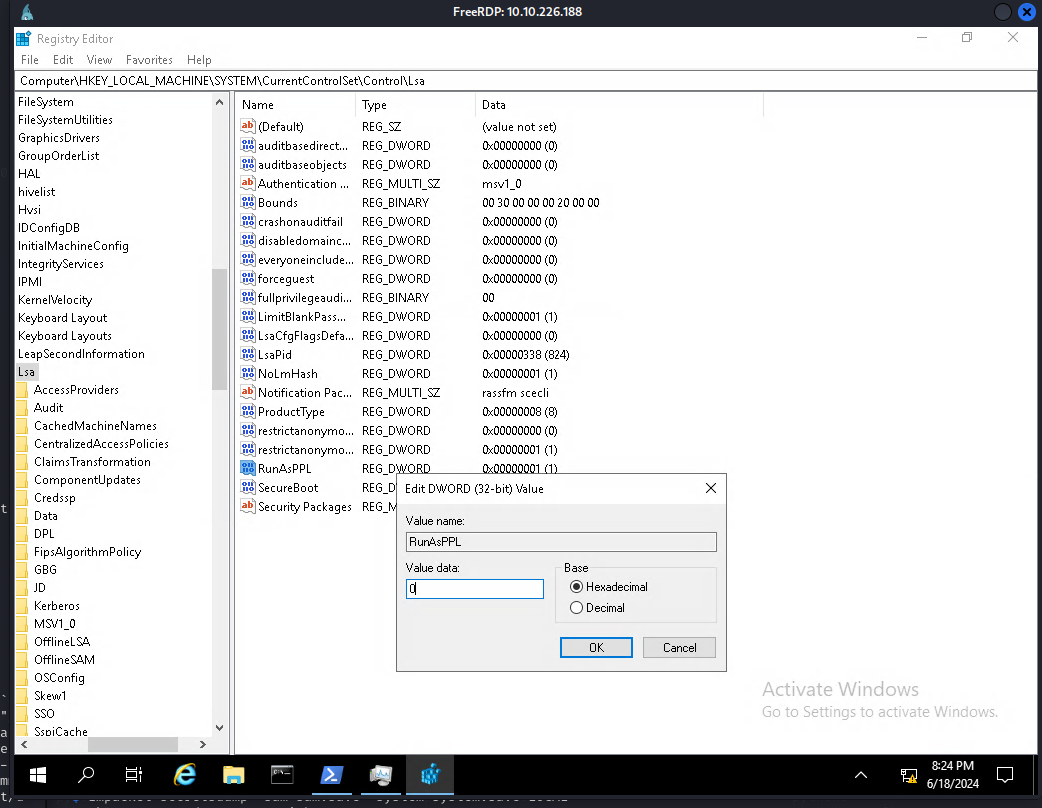 FreeRDP: 10.10.226.188
Registry Editor
File Edit View Favorites Help
Computer\HKEY_LOCAL_MACHINE\SYSTEM\CurrentControlSet\Control\Lsa
FileSystem
FileSystemUtilities
GraphicsDrivers
GroupOrderList
HAL
hivelist
Hvsi
IDConfigDB
InitialMachineConfig
IntegrityServices
IPMI
KernelVelocity
Keyboard Layout
Keyboard Layouts
LeapSecondInformation
Lsa
AccessProviders
Audit
CachedMachineNames
CentralizedAccessPolicies
ClaimsTransformation
ComponentUpdates
Credssp
Data
DPL
FipsAlgorithmPolicy
GBG
JD
Kerberos
MSV1_0
OfflineLSA
OfflineSAM
OSConfig
Skew1
SSO
SspiCache
Name Type Data
(Default) REG_SZ (value not set)
auditbasedirect... REG_DWORD 0x00000000 (0)
auditbaseobjects REG_DWORD 0x00000000 (0)
Authentication ... REG_MULTI_SZ msv1_0
Bounds REG_BINARY 00 30 00 00 00 20 00 00
crashonauditfail REG_DWORD 0x00000000 (0)
disabledomainc... REG_DWORD 0x00000000 (0)
everyoneinclude... REG_DWORD 0x00000000 (0)
forceguest REG_DWORD 0x00000000 (0)
fullprivilegeaudi... REG_BINARY 00
LimitBlankPass... REG_DWORD 0x00000001 (1)
LsaCfgFlagsDefa... REG_DWORD 0x00000000 (0)
LsaPid REG_DWORD 0x00000338 (824)
NoLmHash REG_DWORD 0x00000001 (1)
Notification Pac... REG_MULTI_SZ rassfm scecli
ProductType REG_DWORD 0x00000008 (8)
restrictanonymo... REG_DWORD 0x00000000 (0)
restrictanonymo... REG_DWORD 0x00000001 (1)
RunAsPPL REG_DWORD 0x00000001 (1)
SecureBoot REG_D
Security Packages REG_M
Edit DWORD (32-bit) Value
Value name:
RunAsPPL
Value data:
0
Base
Hexadecimal
Decimal
OK Cancel
Activate Windows
Go to Settings to activate Windows.
8:24 PM
6/18/2024